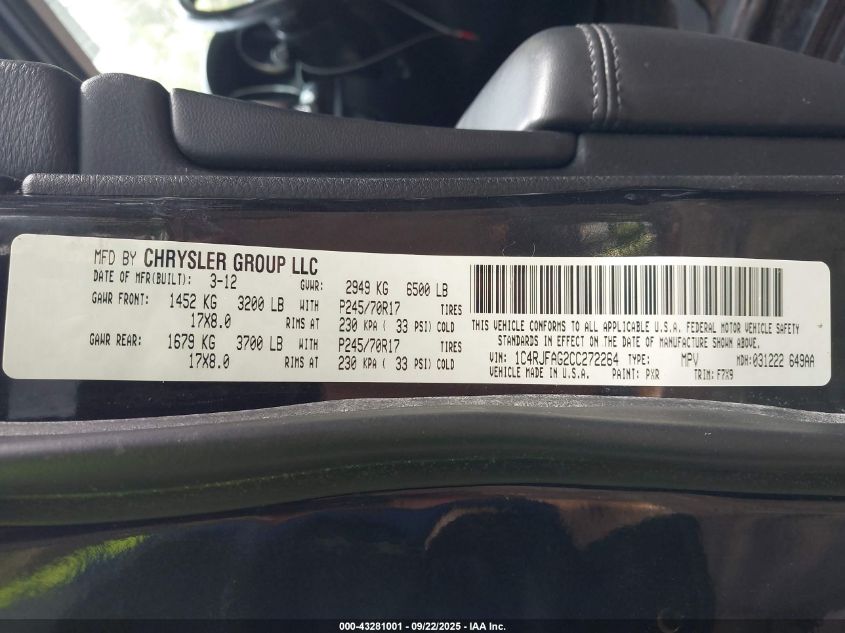 MFD BY CHRYSLER GROUP LLC
DATE OF MFR(BUILT): 3-12 GVWR: 2949 KG 6500 LB
GAWR FRONT: 1452 KG 3200 LB WITH P245/70R17 TIRES
17X8.0 RIMS AT 230 KPA ( 33 PSI) COLD
GAWR REAR: 1679 KG 3700 LB WITH P245/70R17 TIRES
17X8.0 RIMS AT 230 KPA ( 33 PSI) COLD
THIS VEHICLE CONFORMS TO ALL APPLICABLE U.S.A. FEDERAL MOTOR VEHICLE SAFETY
STANDARDS IN EFFECT ON THE DATE OF MANUFACTURE SHOWN ABOVE.
VIN: 1C4RJFAG2CC272264 TYPE: MPV MDH:031222 649AA
VEHICLE MADE IN U.S.A. PAINT: PXR TRIM: F7X9
000-43281001 - 09/22/2025 - IAA Inc.